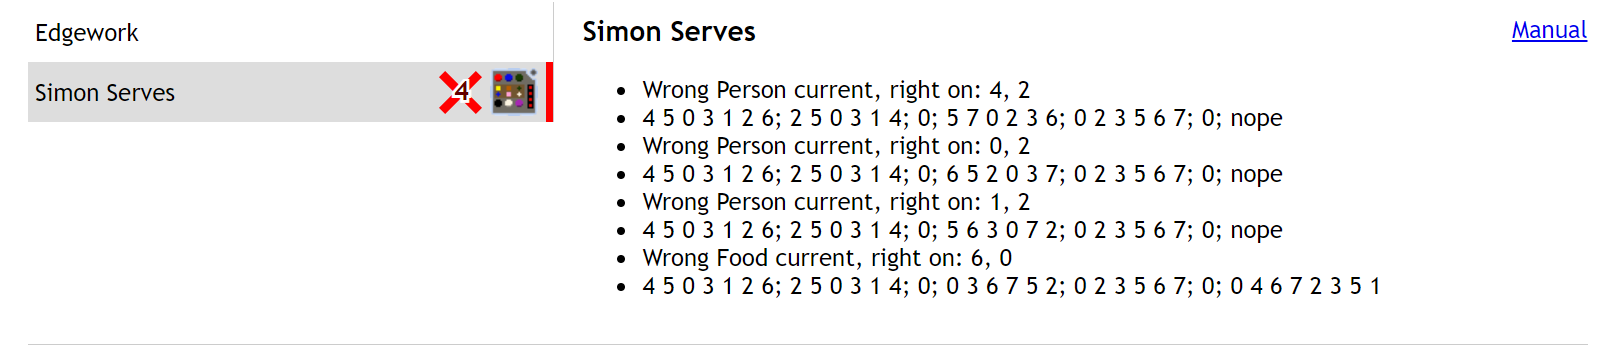 Edgework
Simon Serves
4
Simon Serves
Manual
Wrong Person current, right on: 4, 2
4 5 0 3 1 2 6; 2 5 0 3 1 4; 0; 5 7 0 2 3 6; 0 2 3 5 6 7; 0; nope
Wrong Person current, right on: 0, 2
4 5 0 3 1 2 6; 2 5 0 3 1 4; 0; 6 5 2 0 3 7; 0 2 3 5 6 7; 0; nope
Wrong Person current, right on: 1, 2
4 5 0 3 1 2 6; 2 5 0 3 1 4; 0; 5 6 3 0 7 2; 0 2 3 5 6 7; 0; nope
Wrong Food current, right on: 6, 0
4 5 0 3 1 2 6; 2 5 0 3 1 4; 0; 0 3 6 7 5 2; 0 2 3 5 6 7; 0; 0 4 6 7 2 3 5 1